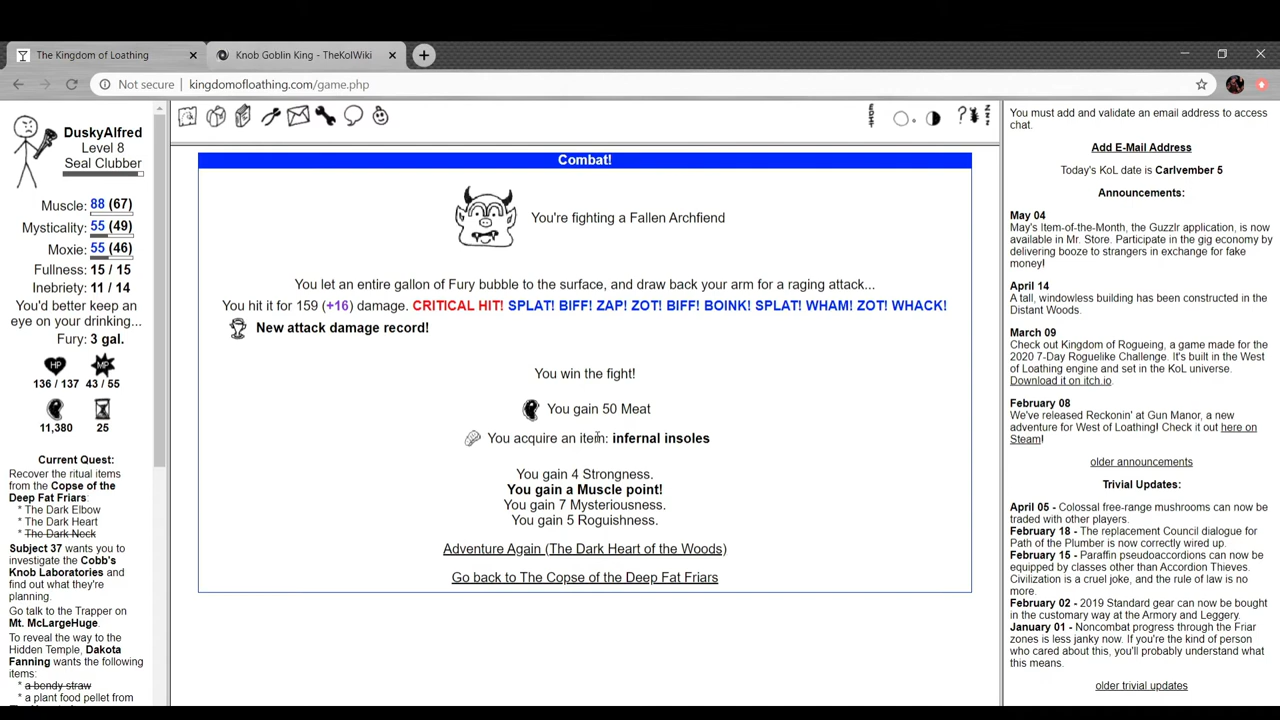 The Kingdom of Loathing
Knob Goblin King - TheKolWiki
Not secure
kingdomofloathing.com/game.php
DuskyAlfred
Level 8
Seal Clubber
Muscle: 88 (67)
Mysticality: 55 (49)
Moxie: 55 (46)
Fullness: 15 / 15
Inebriety: 11 / 14
You'd better keep an
eye on your drinking...
Fury: 3 gal.
HP MP
136 / 137 43 / 55
11,380 25
Current Quest:
Recover the ritual items
from the Copse of the
Deep Fat Friars:
* The Dark Elbow
* The Dark Heart
* The Dark Neck
Subject 37 wants you to
investigate the Cobb's
Knob Laboratories and
find out what they're
planning.
Go talk to the Trapper on
Mt. McLargeHuge.
To reveal the way to the
Hidden Temple, Dakota
Fanning wants the following
items:
* a bendy straw
* a plant food pellet from
Combat!
You're fighting a Fallen Archfiend
You let an entire gallon of Fury bubble to the surface, and draw back your arm for a raging attack...
You hit it for 159 (+16) damage. CRITICAL HIT! SPLAT! BIFF! ZAP! ZOT! BIFF! BOINK! SPLAT! WHAM! ZOT! WHACK!
New attack damage record!
You win the fight!
You gain 50 Meat
You acquire an item: infernal insoles
You gain 4 Strongness.
You gain a Muscle point!
You gain 7 Mysteriousness.
You gain 5 Roguishness.
Adventure Again (The Dark Heart of the Woods)
Go back to The Copse of the Deep Fat Friars
You must add and validate an email address to access
chat.
Add E-Mail Address
Today's KoL date is Carlvember 5
Announcements:
May 04
May's Item-of-the-Month, the Guzzlr application, is now
available in Mr. Store. Participate in the gig economy by
delivering booze to strangers in exchange for fake
money!
April 14
A tall, windowless building has been constructed in the
Distant Woods.
March 09
Check out Kingdom of Rogueing, a game made for the
2020 7-Day Roguelike Challenge. It's built in the West
of Loathing engine and set in the KoL universe.
Download it on itch.io.
February 08
We've released Reckonin' at Gun Manor, a new
adventure for West of Loathing! Check it out here on
Steam!
older announcements
Trivial Updates:
April 05 - Colossal free-range mushrooms can now be
traded with other players.
February 18 - The replacement Council dialogue for
Path of the Plumber is now correctly wired up.
February 15 - Paraffin pseudoaccordions can now be
equipped by classes other than Accordion Thieves.
Civilization is a cruel joke, and the rule of law is no
more.
February 02 - 2019 Standard gear can now be bought
in the customary way at the Armory and Leggery.
January 01 - Noncombat progress through the Friar
zones is less janky now. If you're the kind of person
who cared about this, you'll probably understand what
this means.
older trivial updates